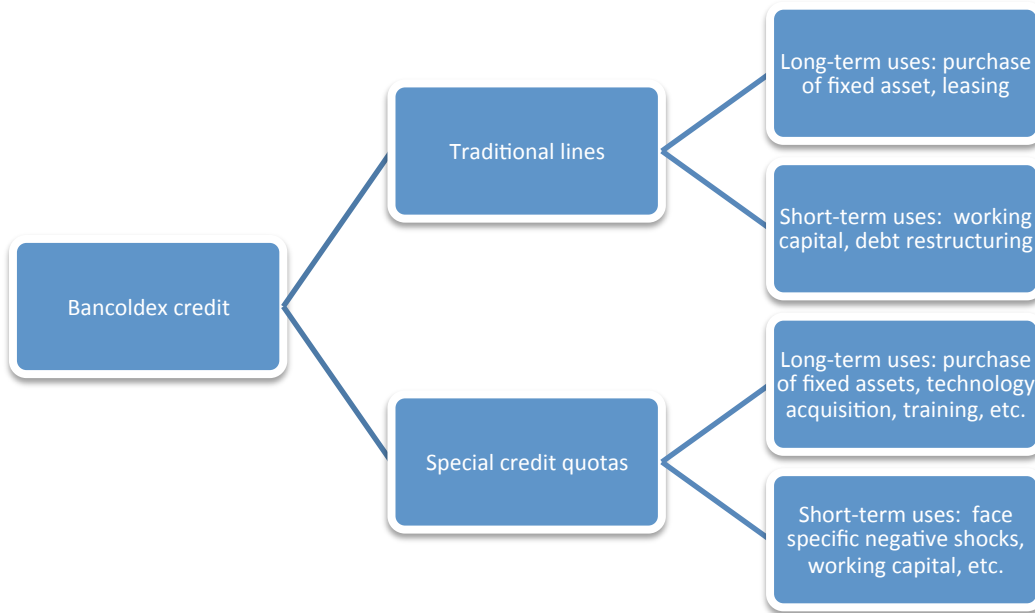 Bancoldex credit
Traditional lines
Long-term uses: purchase
of fixed asset, leasing
Short-term uses:  working
capital, debt restructuring
Special credit quotas
Long-term uses: purchase
of fixed assets, technology
acquisition, training, etc.
Short-term uses:  face
specific negative shocks,
working capital, etc.